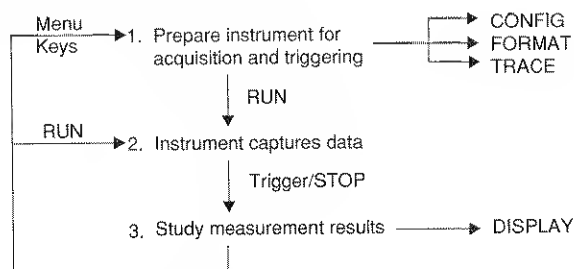 Menu
Keys
1. Prepare instrument for
acquisition and triggering
CONFIG
FORMAT
TRACE
RUN
RUN
2. Instrument captures data
Trigger/STOP
3. Study measurement results
DISPLAY